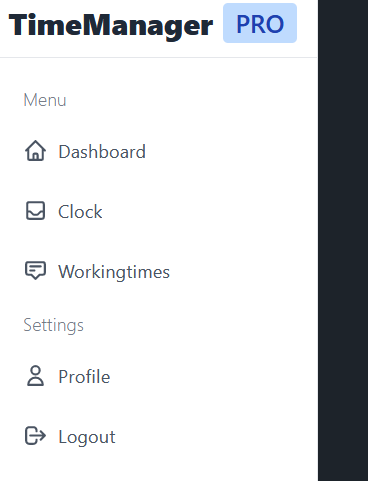 TimeManager PRO
Menu
Dashboard
Clock
Workingtimes
Settings
Profile
Logout